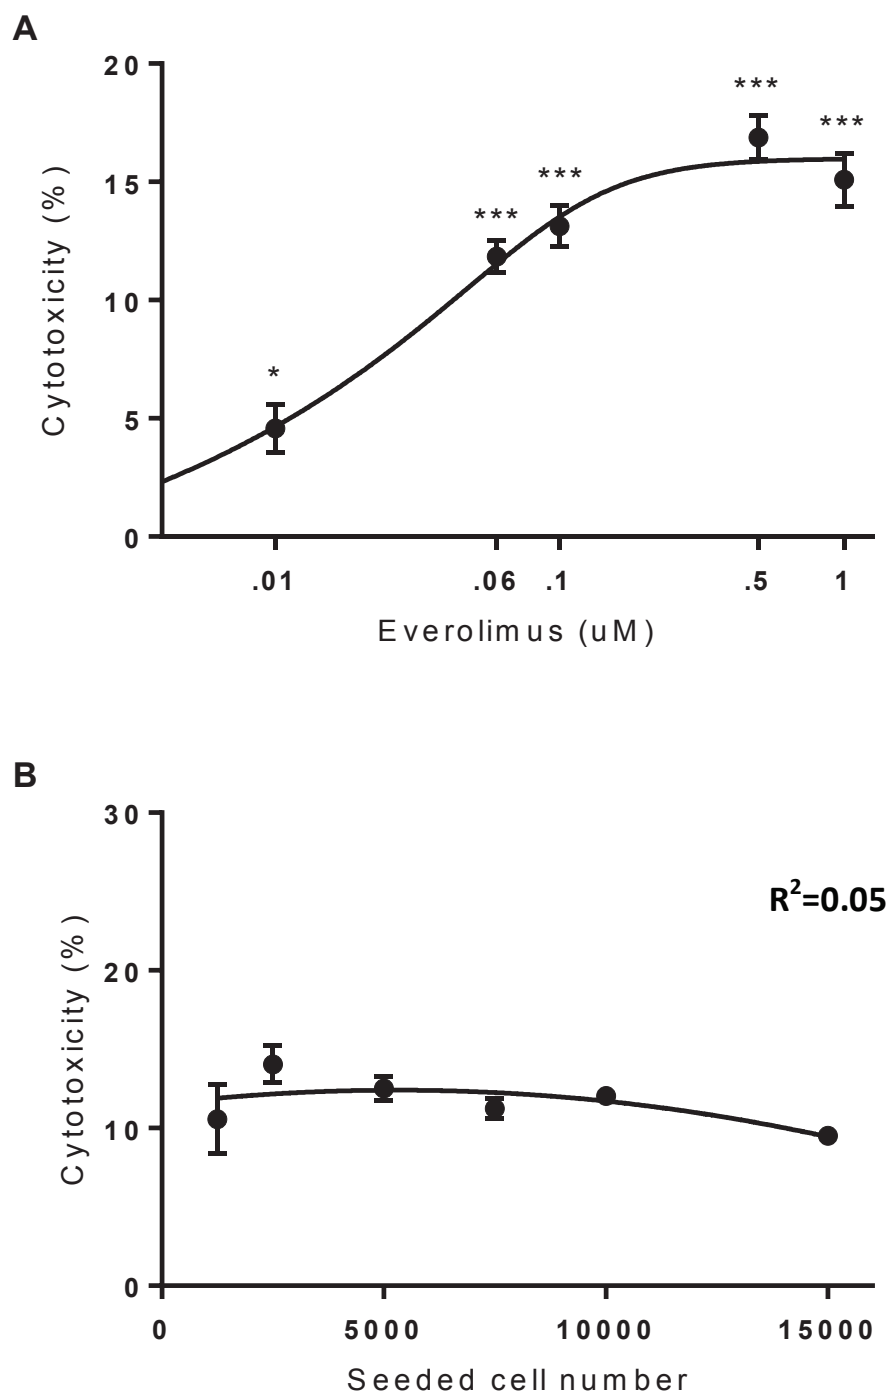 A
20
15
10
5
0
Cytotoxicity (%)
*
***
***
***
***
.01 .06 .1 .5 1
Everolimus (uM)
B
30
20
10
0
Cytotoxicity (%)
R²=0.05
0 5000 10000 15000
Seeded cell number